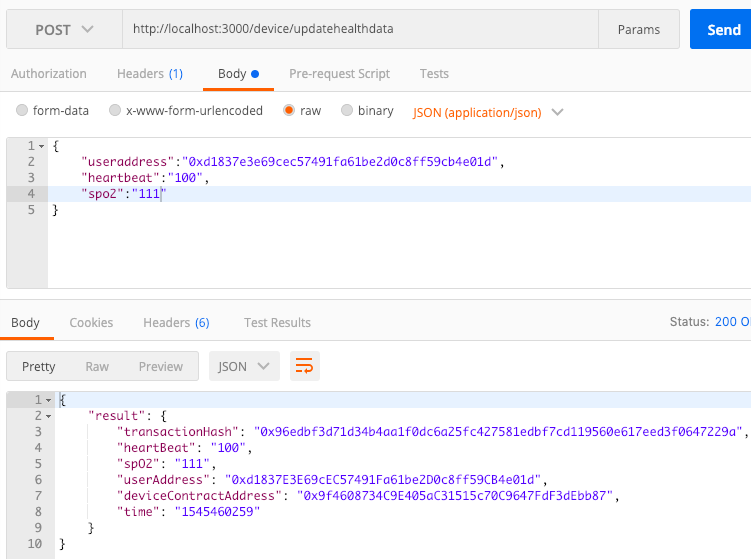 POST http://localhost:3000/device/updatehealthdata Params Send
Authorization Headers (1) Body Pre-request Script Tests
form-data x-www-form-urlencoded raw binary JSON (application/json)
1 {
2 "useraddress":"0xd1837e3e69cec57491fa61be2d0c8ff59cb4e01d",
3 "heartbeat":"100",
4 "spo2":"111"
5 }
Body Cookies Headers (6) Test Results Status: 200 O
Pretty Raw Preview JSON
1 {
2 "result": {
3 "transactionHash": "0x96edbf3d71d34b4aa1f0dc6a25fc427581edbf7cd119560e617eed3f0647229a",
4 "heartBeat": "100",
5 "spO2": "111",
6 "userAddress": "0xd1837E3E69cEC57491Fa61be2D0c8ff59CB4e01d",
7 "deviceContractAddress": "0x9f4608734C9E405aC31515c70C9647FdF3dEbb87",
8 "time": "1545460259"
9 }
10 }